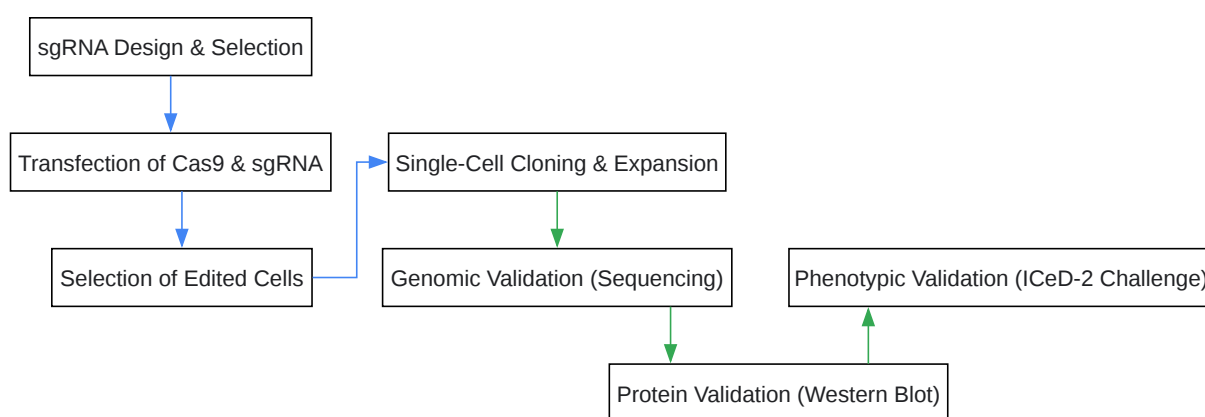 sgRNA Design & Selection
Transfection of Cas9 & sgRNA
Selection of Edited Cells
Single-Cell Cloning & Expansion
Genomic Validation (Sequencing)
Protein Validation (Western Blot)
Phenotypic Validation (ICeD-2 Challenge)